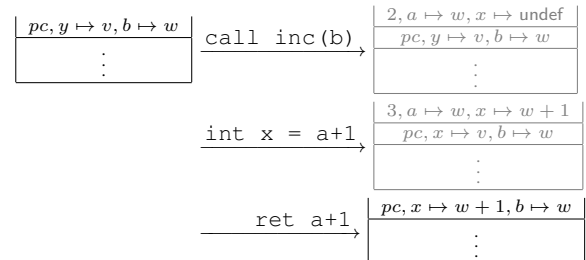 pc, y ↦ v, b ↦ w
⋮
call inc(b)
2, a ↦ w, x ↦ undef
pc, y ↦ v, b ↦ w
⋮
int x = a+1
3, a ↦ w, x ↦ w + 1
pc, x ↦ v, b ↦ w
⋮
ret a+1
pc, x ↦ w + 1, b ↦ w
⋮